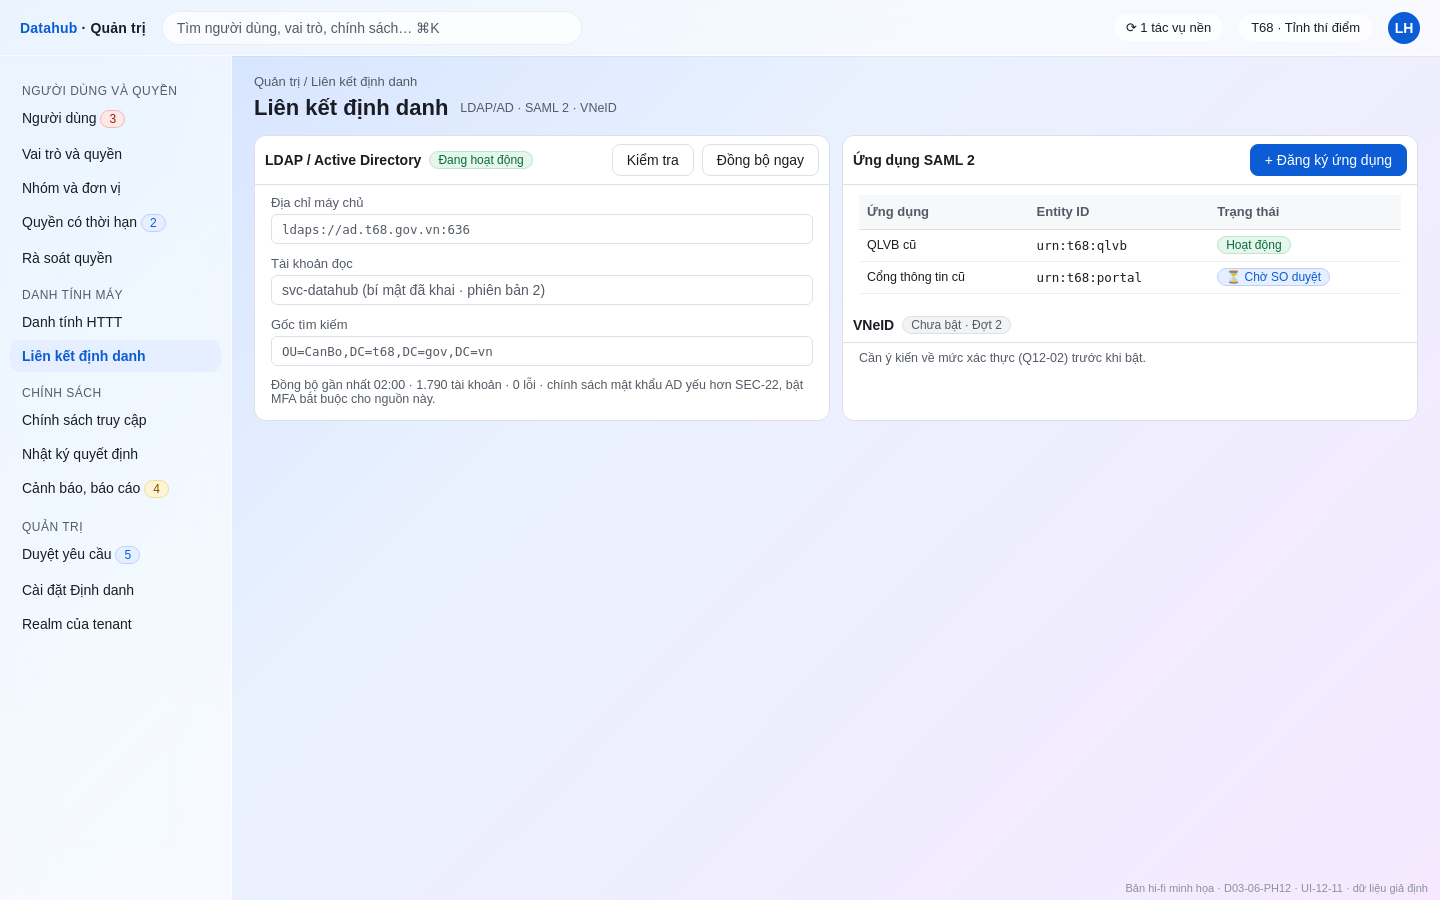 Datahub · Quản trị
Tìm người dùng, vai trò, chính sách… ⌘K
⟳ 1 tác vụ nền
T68 · Tỉnh thí điểm
LH
NGƯỜI DÙNG VÀ QUYỀN
Người dùng 3
Vai trò và quyền
Nhóm và đơn vị
Quyền có thời hạn 2
Rà soát quyền
DANH TÍNH MÁY
Danh tính HTTT
Liên kết định danh
CHÍNH SÁCH
Chính sách truy cập
Nhật ký quyết định
Cảnh báo, báo cáo 4
QUẢN TRỊ
Duyệt yêu cầu 5
Cài đặt Định danh
Realm của tenant
Quản trị / Liên kết định danh
Liên kết định danh LDAP/AD · SAML 2 · VNeID
LDAP / Active Directory Đang hoạt động Kiểm tra Đồng bộ ngay
Địa chỉ máy chủ
ldaps://ad.t68.gov.vn:636
Tài khoản đọc
svc-datahub (bí mật đã khai · phiên bản 2)
Gốc tìm kiếm
OU=CanBo,DC=t68,DC=gov,DC=vn
Đồng bộ gần nhất 02:00 · 1.790 tài khoản · 0 lỗi · chính sách mật khẩu AD yếu hơn SEC-22, bật
MFA bắt buộc cho nguồn này.
Ứng dụng SAML 2 + Đăng ký ứng dụng
Ứng dụng Entity ID Trạng thái
QLVB cũ urn:t68:qlvb Hoạt động
Cổng thông tin cũ urn:t68:portal ⏳ Chờ SO duyệt
VNeID Chưa bật · Đợt 2
Cần ý kiến về mức xác thực (Q12-02) trước khi bật.
Bản hi-fi minh họa · D03-06-PH12 · UI-12-11 · dữ liệu giả định